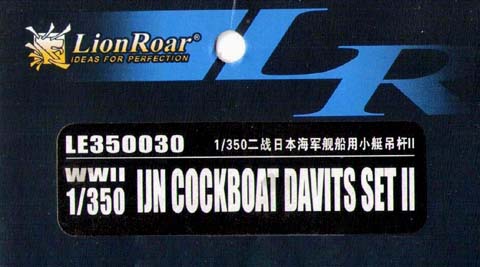 LionRoar®
IDEAS FOR PERFECTION
LR
LE350030
1/350二战日本海军舰船用小艇吊杆II
WWII
1/350
IJN COCKBOAT DAVITS SET II